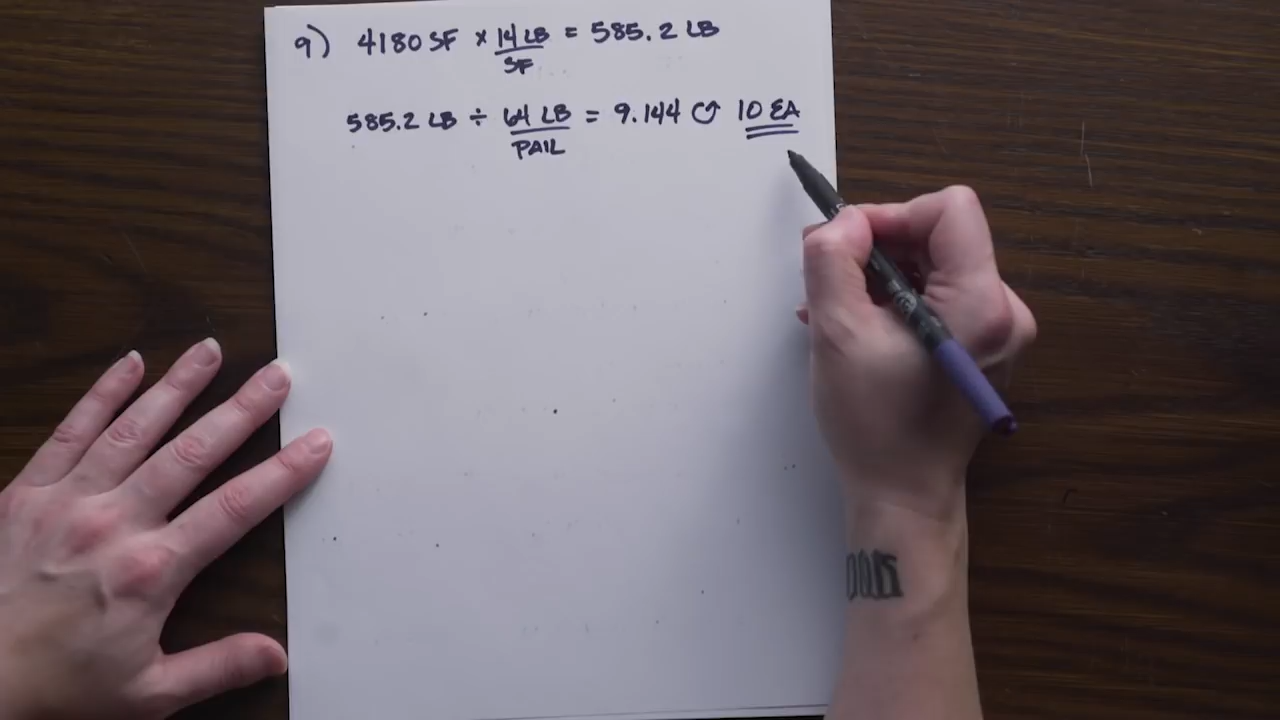 9) 4180 SF × 14 LB = 585.2 LB
SF
585.2 LB ÷ 64 LB = 9.144 10 EA
PAIL